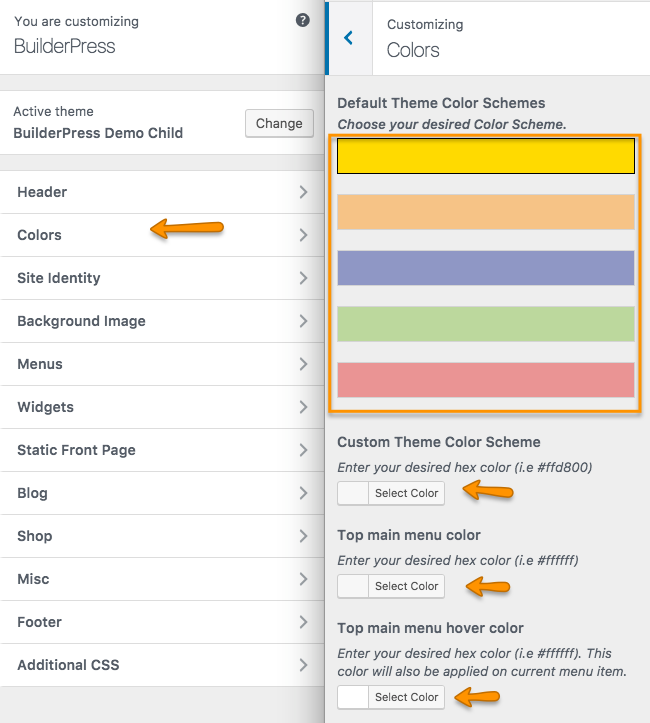 You are customizing
?
BuilderPress
Active theme
BuilderPress Demo Child
Change
Header
Colors
Site Identity
Background Image
Menus
Widgets
Static Front Page
Blog
Shop
Misc
Footer
Additional CSS
Customizing
Colors
Default Theme Color Schemes
Choose your desired Color Scheme.
Custom Theme Color Scheme
Enter your desired hex color (i.e #ffd800)
Select Color
Top main menu color
Enter your desired hex color (i.e #ffffff)
Select Color
Top main menu hover color
Enter your desired hex color (i.e #ffffff). This
color will also be applied on current menu item.
Select Color